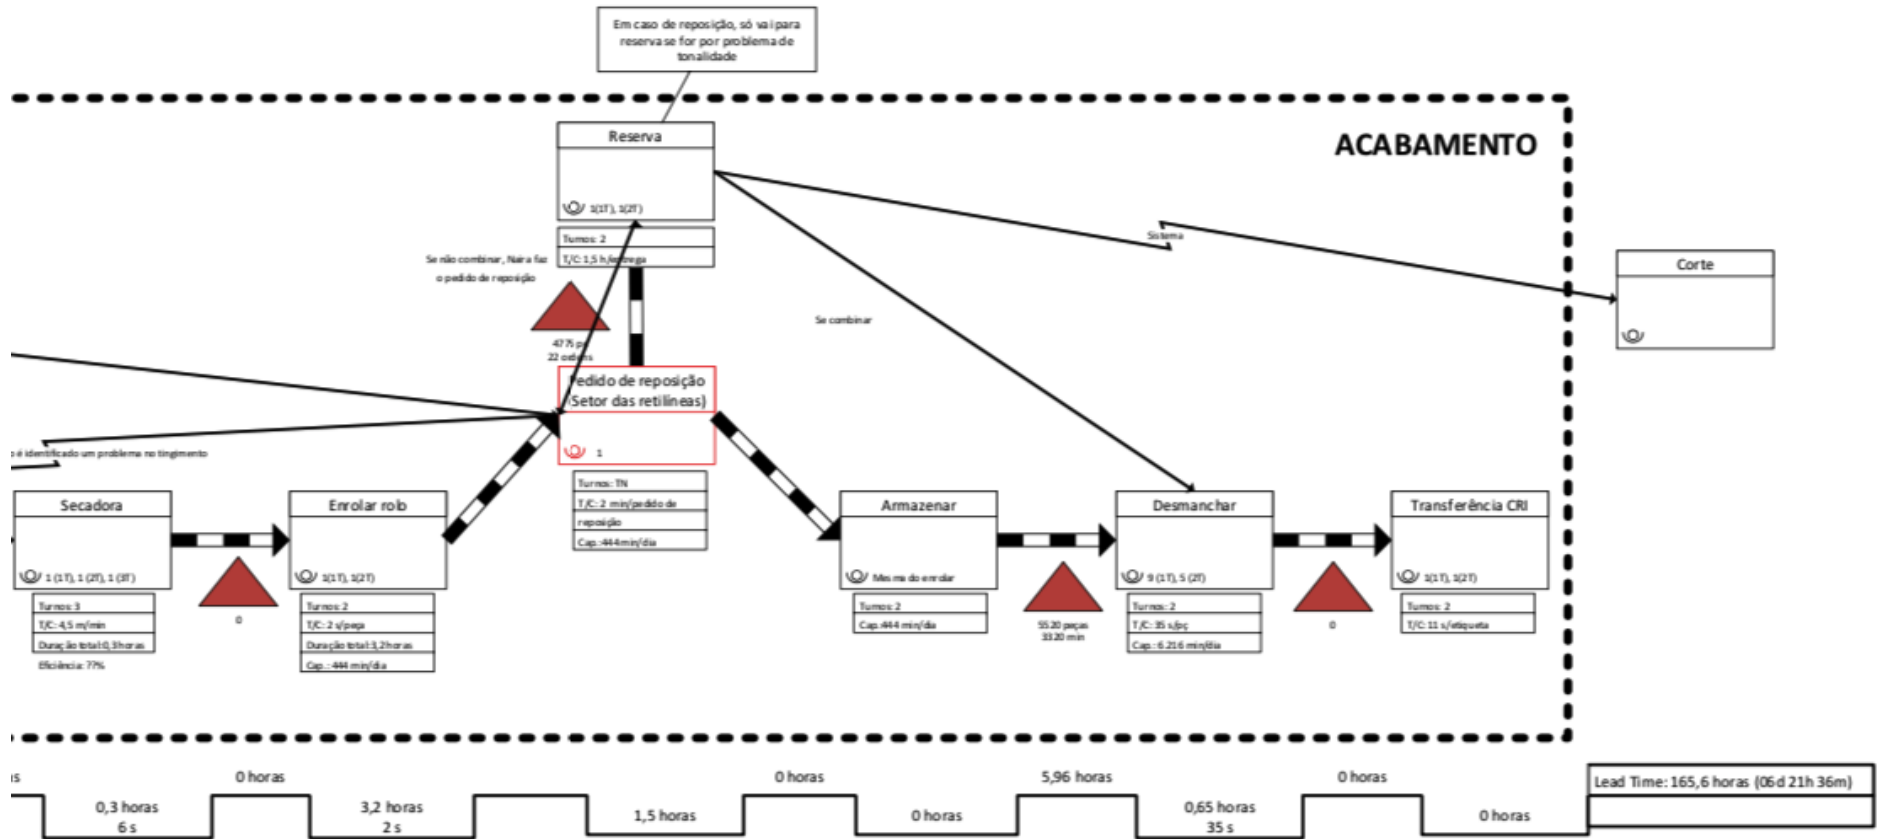 Em caso de reposição, só vai para
reserva se for por problema de
tonalidade
ACABAMENTO
Reserva
1(1T), 1(2T)
Turnos: 2
T/C: 1,5 h/entrega
Se não combinar, Naira faz
o pedido de reposição
4775 pç
22 ordens
Sistema
Corte
Se combinar
Pedido de reposição
(Setor das retilíneas)
1
Turnos: TN
T/C: 2 min/pedido de
reposição
Cap.:444min/dia
é identificado um problema no tingimento
Secadora
1 (1T), 1 (2T), 1 (3T)
Turnos: 3
T/C: 4,5 m/min
Duração total:0,3horas
Eficiência: 77%
0
Enrolar rolo
1(1T), 1(2T)
Turnos: 2
T/C: 2 s/peça
Duração total:3,2horas
Cap.: 444 min/dia
Armazenar
Mesma do enrolar
Turnos: 2
Cap.:444 min/dia
5520 peças
3320 min
Desmanchar
9 (1T), 5 (2T)
Turnos: 2
T/C: 35 s/pç
Cap.: 6.216 min/dia
0
Transferência CRI
1(1T), 1(2T)
Turnos: 2
T/C: 11 s/etiqueta
0 horas
0 horas
5,96 horas
0 horas
0,3 horas
6 s
3,2 horas
2 s
1,5 horas
0 horas
0,65 horas
35 s
0 horas
Lead Time: 165,6 horas (06d 21h 36m)